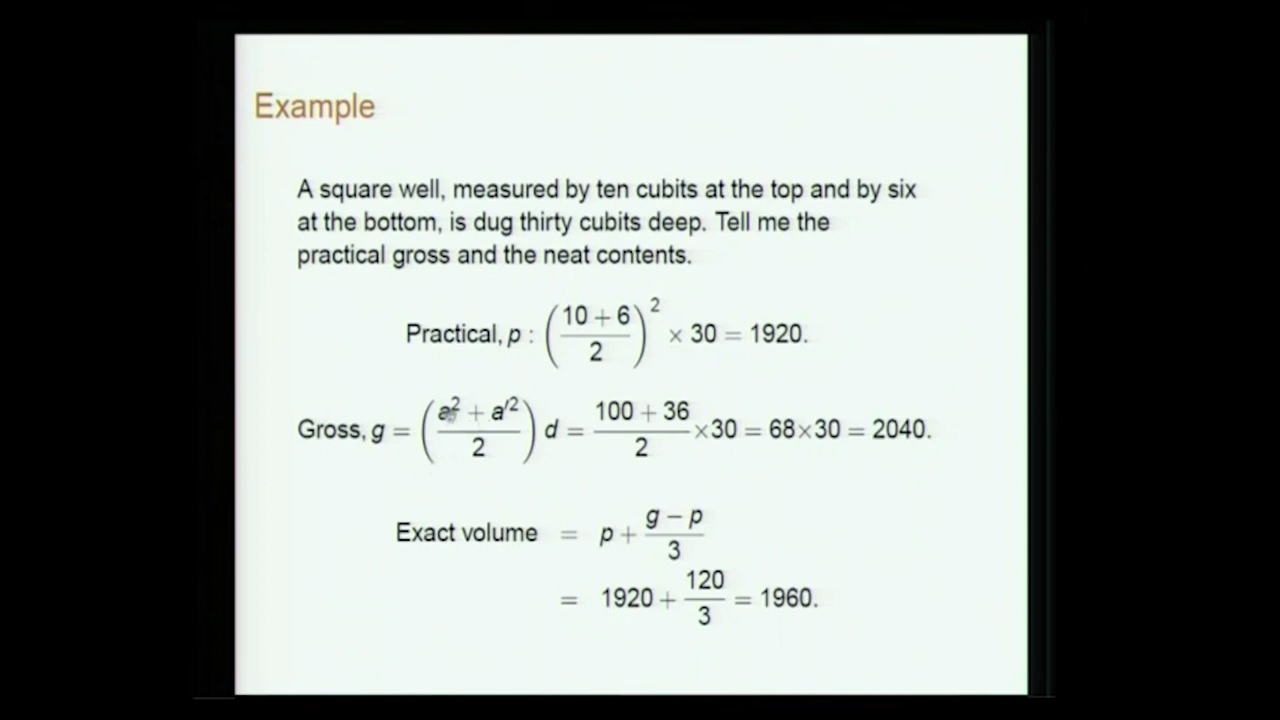 Example
A square well, measured by ten cubits at the top and by six
at the bottom, is dug thirty cubits deep. Tell me the
practical gross and the neat contents.
Practical, p : ((10 + 6)/2)² × 30 = 1920.
Gross, g = ((a² + a′²)/2) d = (100 + 36)/2 ×30 = 68×30 = 2040.
Exact volume = p + (g − p)/3
= 1920 + 120/3 = 1960.